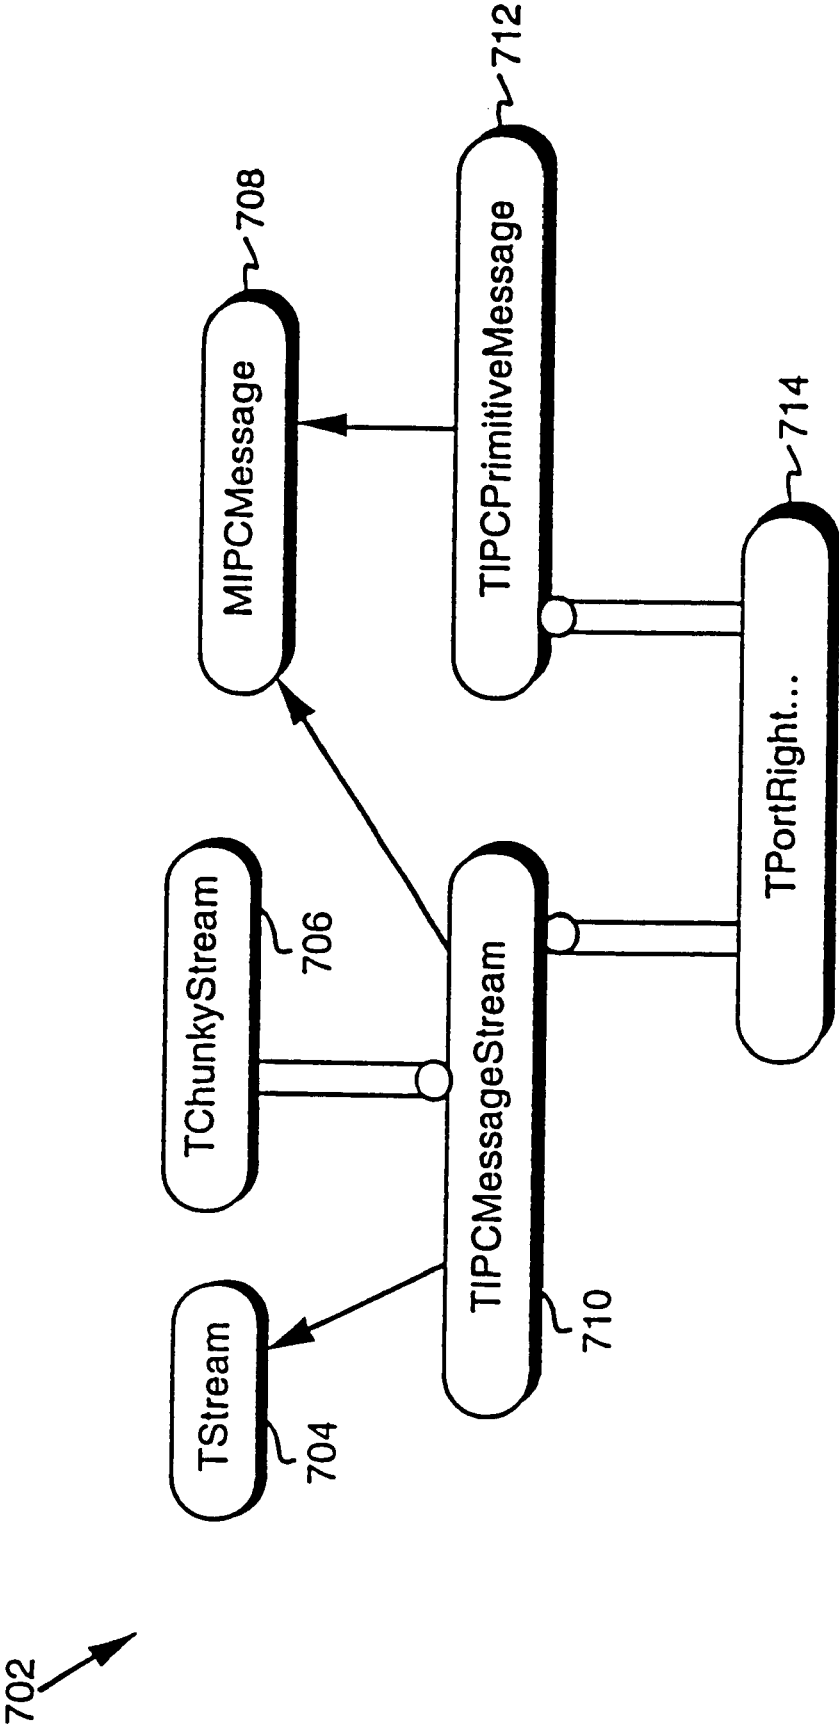 702
TStream
704
TChunkyStream
706
MIPCMessage
708
TIPCMessageStream
710
TIPCPrimitiveMessage
712
TPortRight...
714